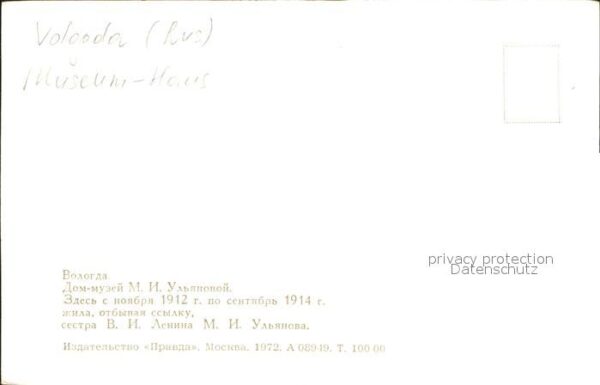 Vologda (Rus)
Museum-Haus
privacy protection
Datenschutz
Вологда
Дом-музей М. И. Ульяновой.
Здесь с ноября 1912 г. по сентябрь 1914 г.
жила, отбывая ссылку,
сестра В. И. Ленина М. И. Ульянова.
Издательство «Правда», Москва. 1972. А 08949. Т. 100 00